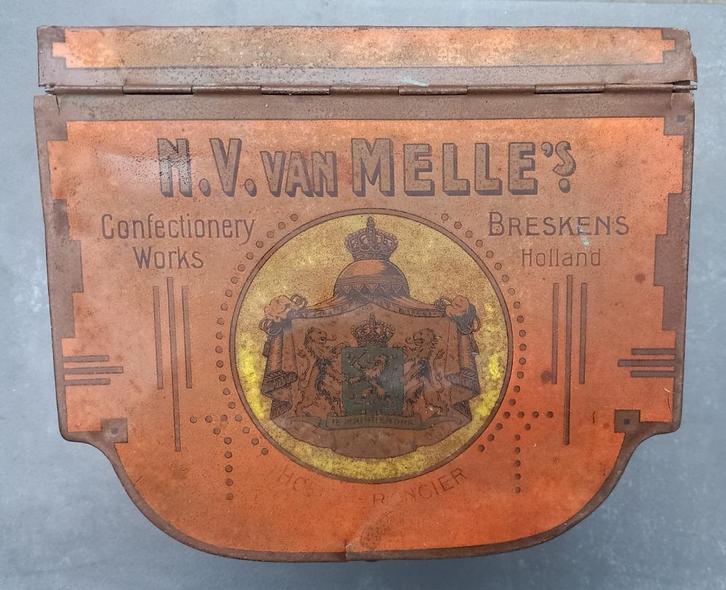 N.V. VAN MELLE'S
Confectionery
Works
BRESKENS
Holland